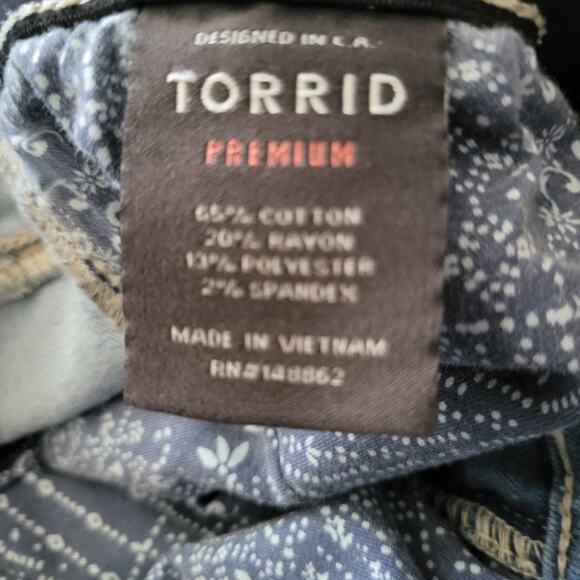 DESIGNED IN L.A.
TORRID
PREMIUM
65% COTTON
20% RAYON
13% POLYESTER
2% SPANDEX
MADE IN VIETNAM
RN#148862